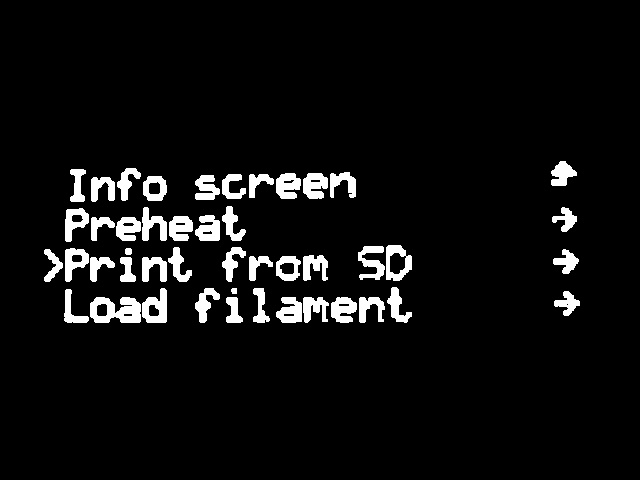 Info screen ↑
Preheat →
>Print from SD →
Load filament →